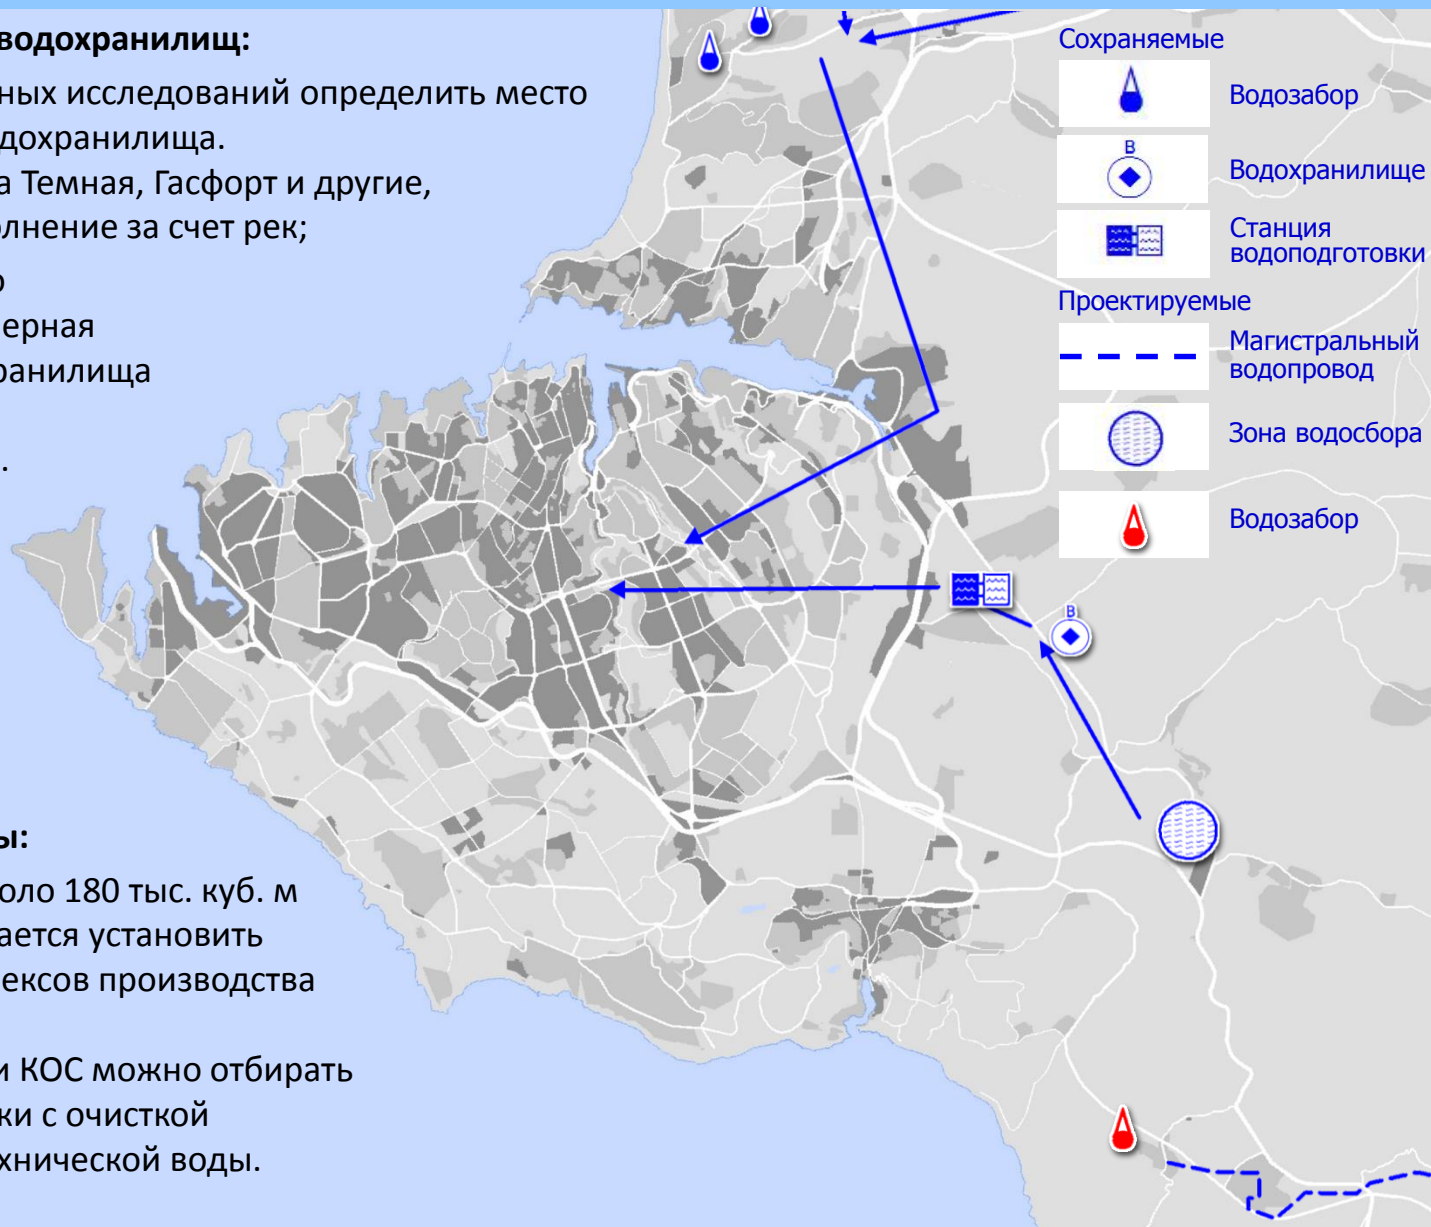 водохранилищ:
ных исследований определить место
дохранилища.
а Темная, Гасфорт и другие,
олнение за счет рек;
о
ерная
ранилища
.
ы:
оло 180 тыс. куб. м
ается установить
ексов производства
и КОС можно отбирать
ки с очисткой
хнической воды.
Сохраняемые
Водозабор
В
Водохранилище
Станция
водоподготовки
Проектируемые
Магистральный
водопровод
Зона водосбора
Водозабор
В